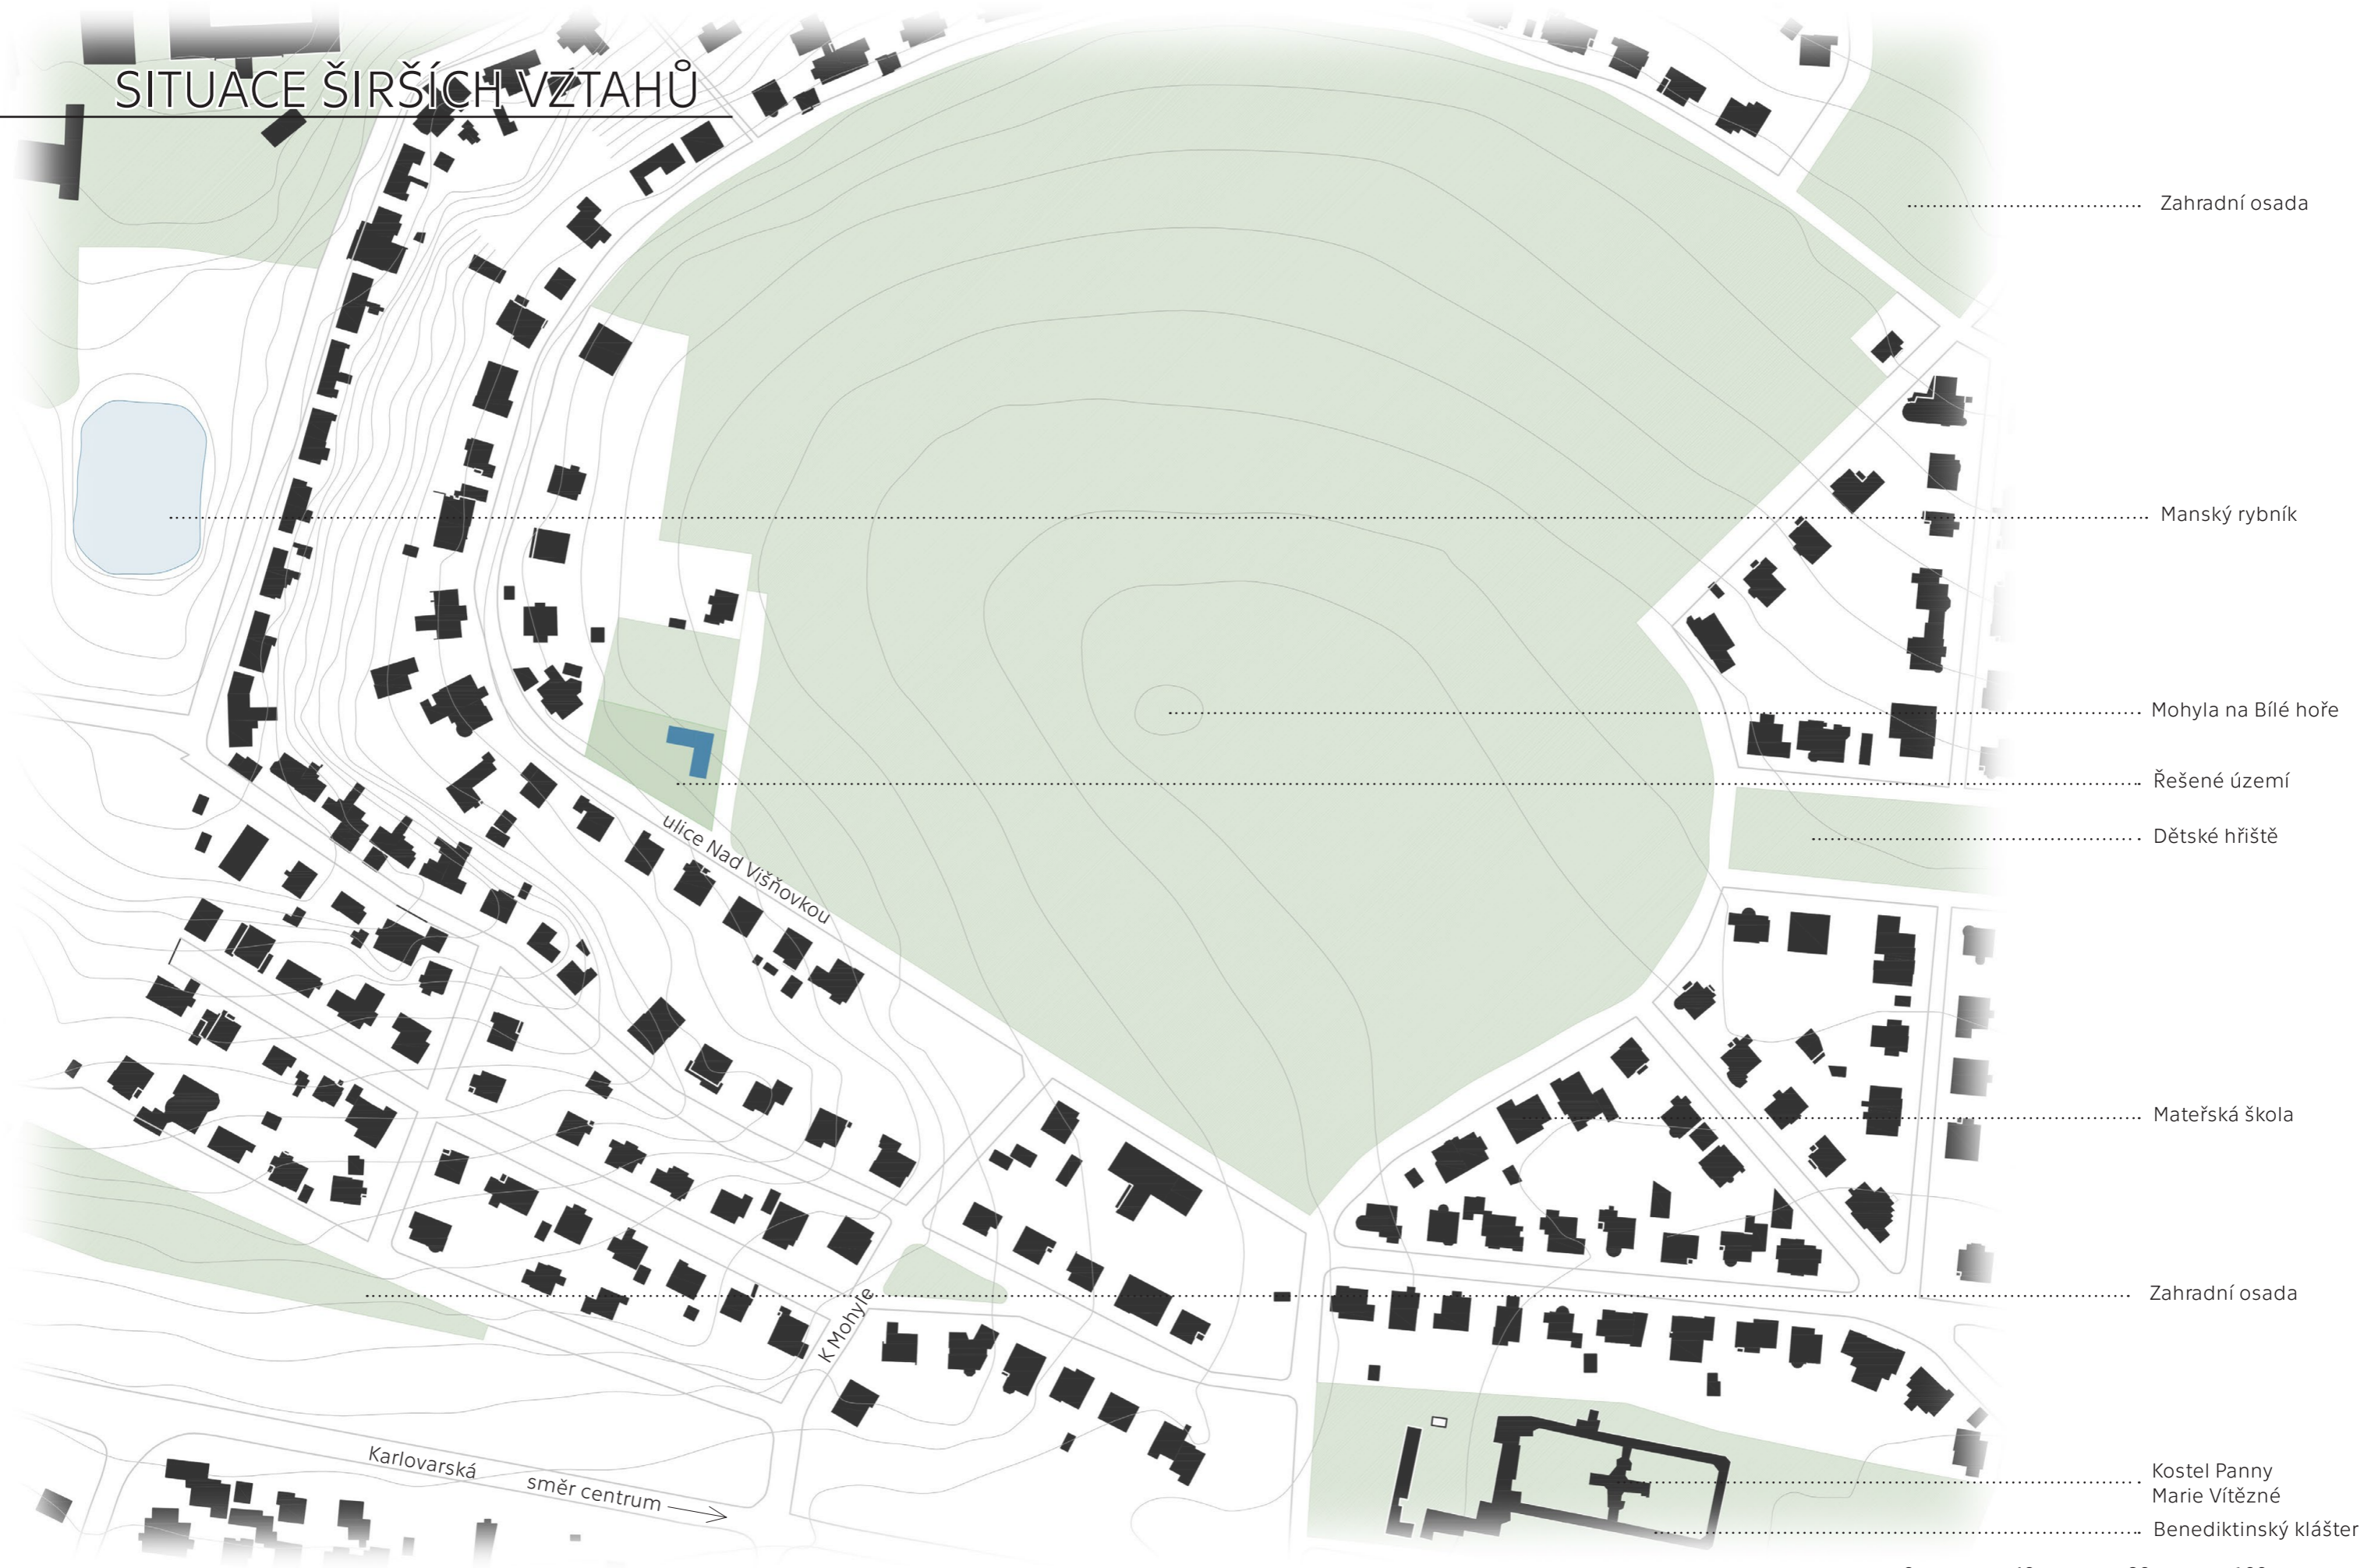 SITUACE ŠIRŠÍCH VZTAHŮ
Zahradní osada
Manský rybník
Mohyla na Bílé hoře
Řešené území
Dětské hřiště
ulice Nad Višňovkou
Mateřská škola
Zahradní osada
K Mohyle
Karlovarská
směr centrum
Kostel Panny
Marie Vítězné
Benediktinský klášter